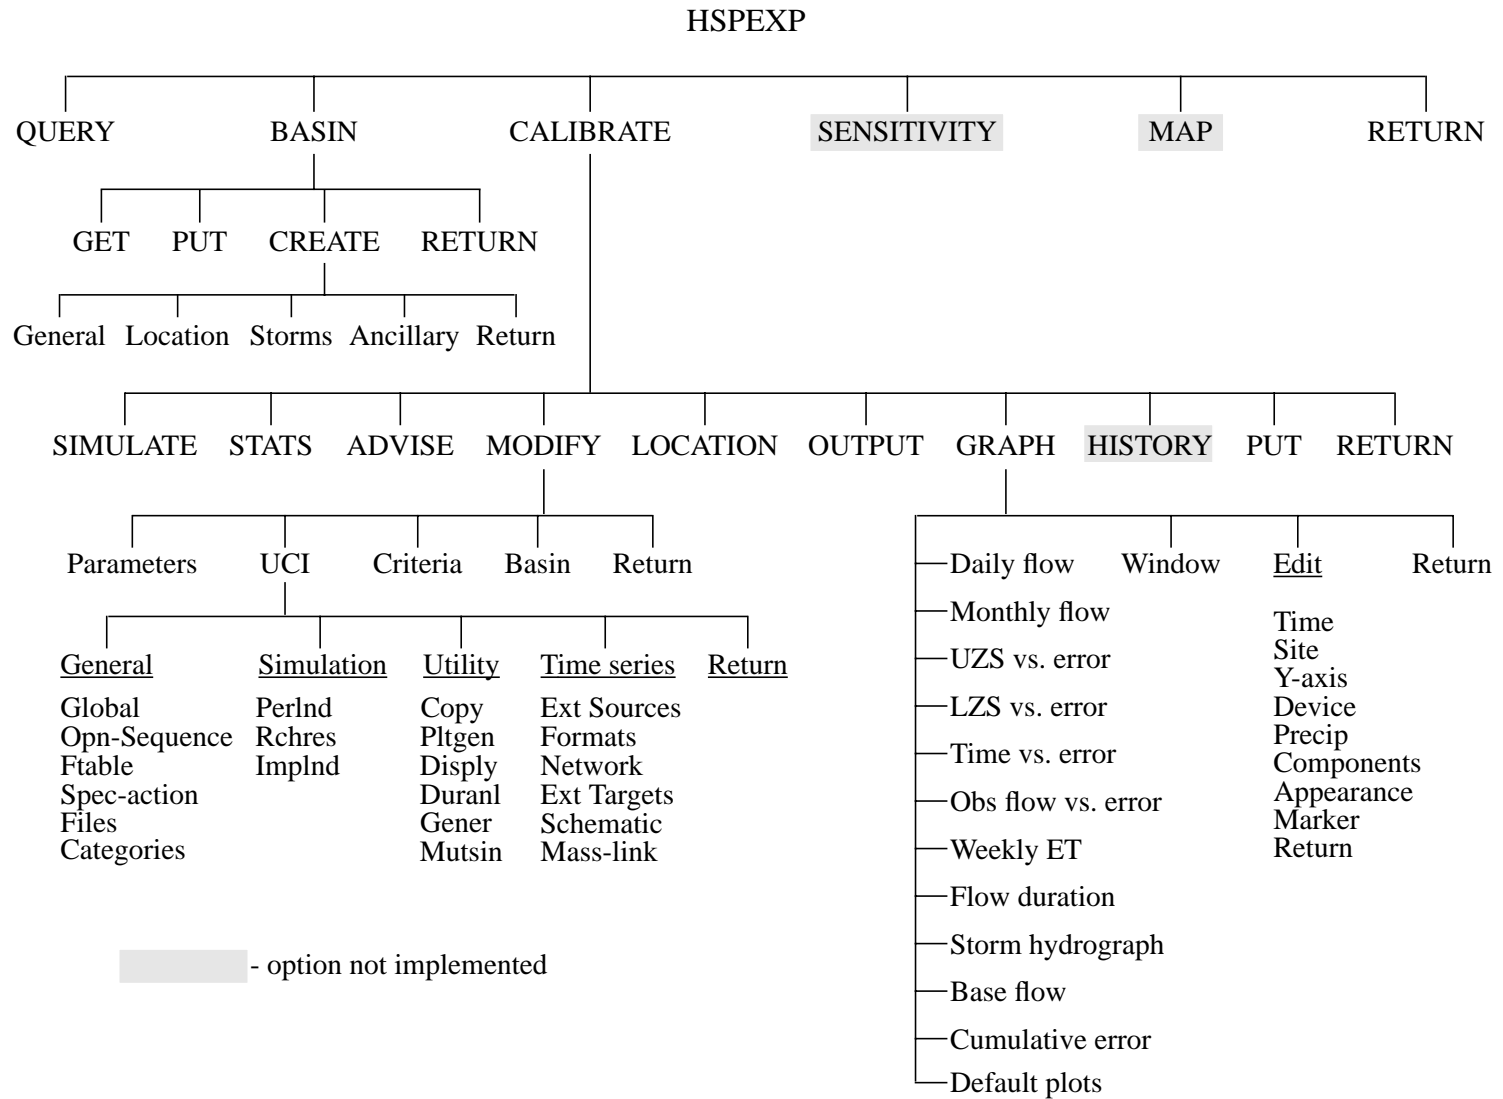 HSPEXP
QUERY BASIN CALIBRATE SENSITIVITY MAP RETURN
GET PUT CREATE RETURN
General Location Storms Ancillary Return
SIMULATE STATS ADVISE MODIFY LOCATION OUTPUT GRAPH HISTORY PUT RETURN
Parameters UCI Criteria Basin Return
General Simulation Utility Time series Return
Global Perlnd Copy Ext Sources
Opn-Sequence Rchres Pltgen Formats
Ftable Implnd Disply Network
Spec-action Duranl Ext Targets
Files Gener Schematic
Categories Mutsin Mass-link
- option not implemented
Daily flow Window Edit Return
Monthly flow
UZS vs. error
LZS vs. error
Time vs. error
Obs flow vs. error
Weekly ET
Flow duration
Storm hydrograph
Base flow
Cumulative error
Default plots
Time
Site
Y-axis
Device
Precip
Components
Appearance
Marker
Return